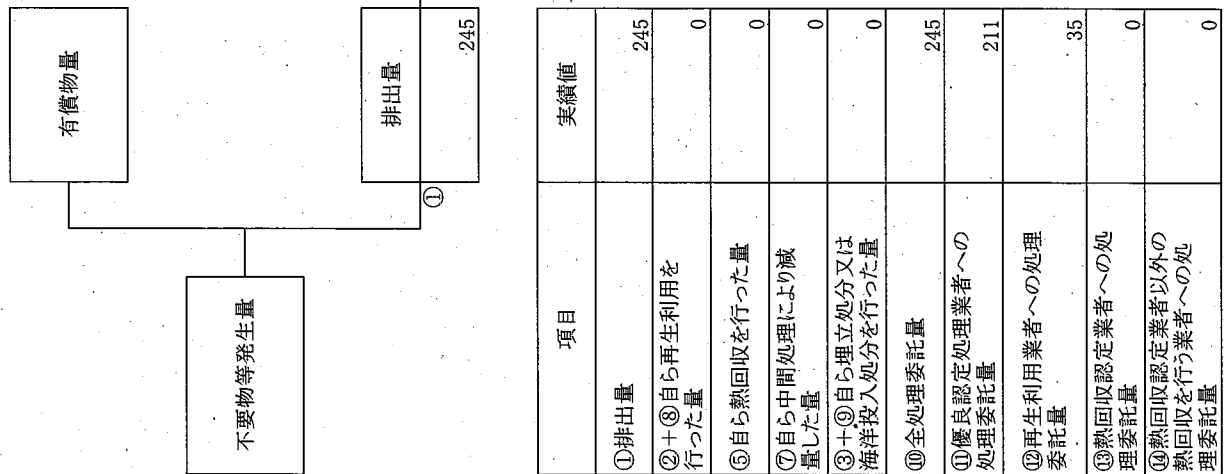 有償物量
不要物等発生量
①
排出量
245
項目
実績値
①排出量
245
②+⑧自ら再生利用を
行った量
0
⑤自ら熱回収を行った量
0
⑦自ら中間処理により減
量した量
0
③+⑨自ら埋立処分又は
海洋投入処分を行った量
0
⑩全処理委託量
245
⑪優良認定処理業者への
処理委託量
211
⑫再生利用業者への処理
委託量
35
⑬熱回収認定業者への処
理委託量
0
⑭熱回収認定業者以外の
熱回収を行う業者への処
理委託量
0